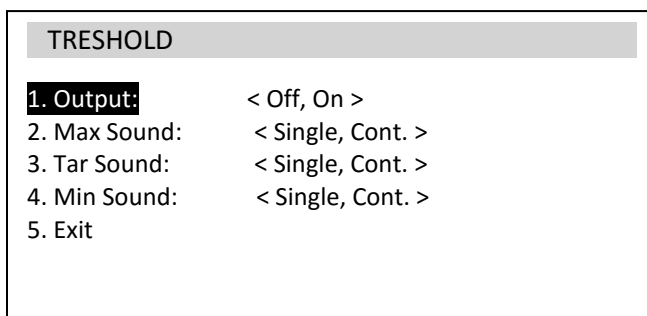 TRESHOLD
1. Output: < Off, On >
2. Max Sound: < Single, Cont. >
3. Tar Sound: < Single, Cont. >
4. Min Sound: < Single, Cont. >
5. Exit